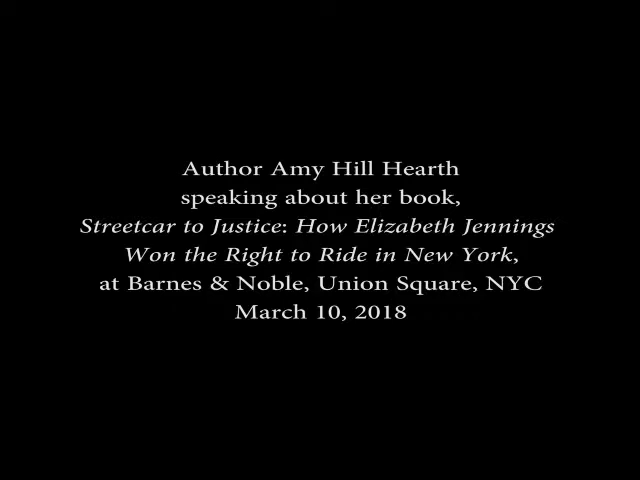 Author Amy Hill Hearth
speaking about her book,
Streetcar to Justice: How Elizabeth Jennings
Won the Right to Ride in New York,
at Barnes & Noble, Union Square, NYC
March 10, 2018